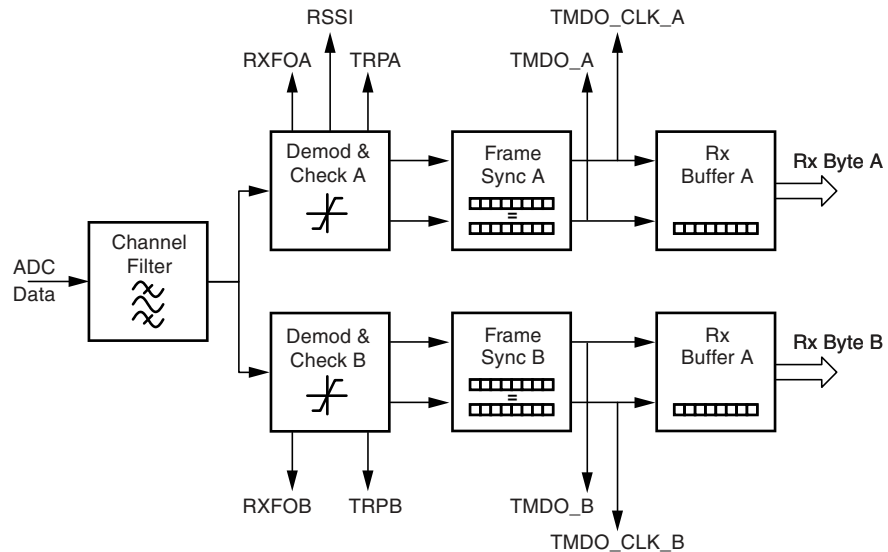 RSSI
TMDO_CLK_A
RXFOA
TRPA
TMDO_A
Demod &
Check A
Frame
Sync A
=
Rx
Buffer A
Rx Byte A
ADC
Data
Channel
Filter
Demod &
Check B
Frame
Sync B
=
Rx
Buffer A
Rx Byte B
RXFOB
TRPB
TMDO_B
TMDO_CLK_B